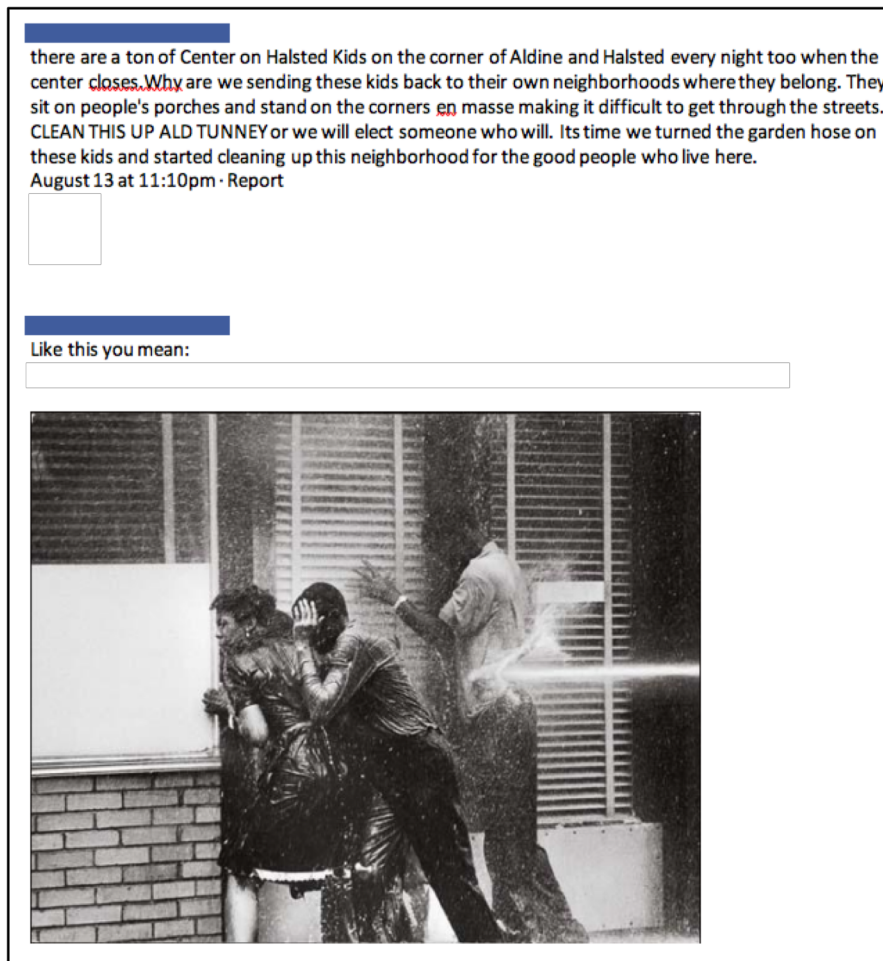 there are a ton of Center on Halsted Kids on the corner of Aldine and Halsted every night too when the
center closes.Why are we sending these kids back to their own neighborhoods where they belong. They
sit on people's porches and stand on the corners en masse making it difficult to get through the streets.
CLEAN THIS UP ALD TUNNEY or we will elect someone who will. Its time we turned the garden hose on
these kids and started cleaning up this neighborhood for the good people who live here.
August 13 at 11:10pm · Report
Like this you mean: